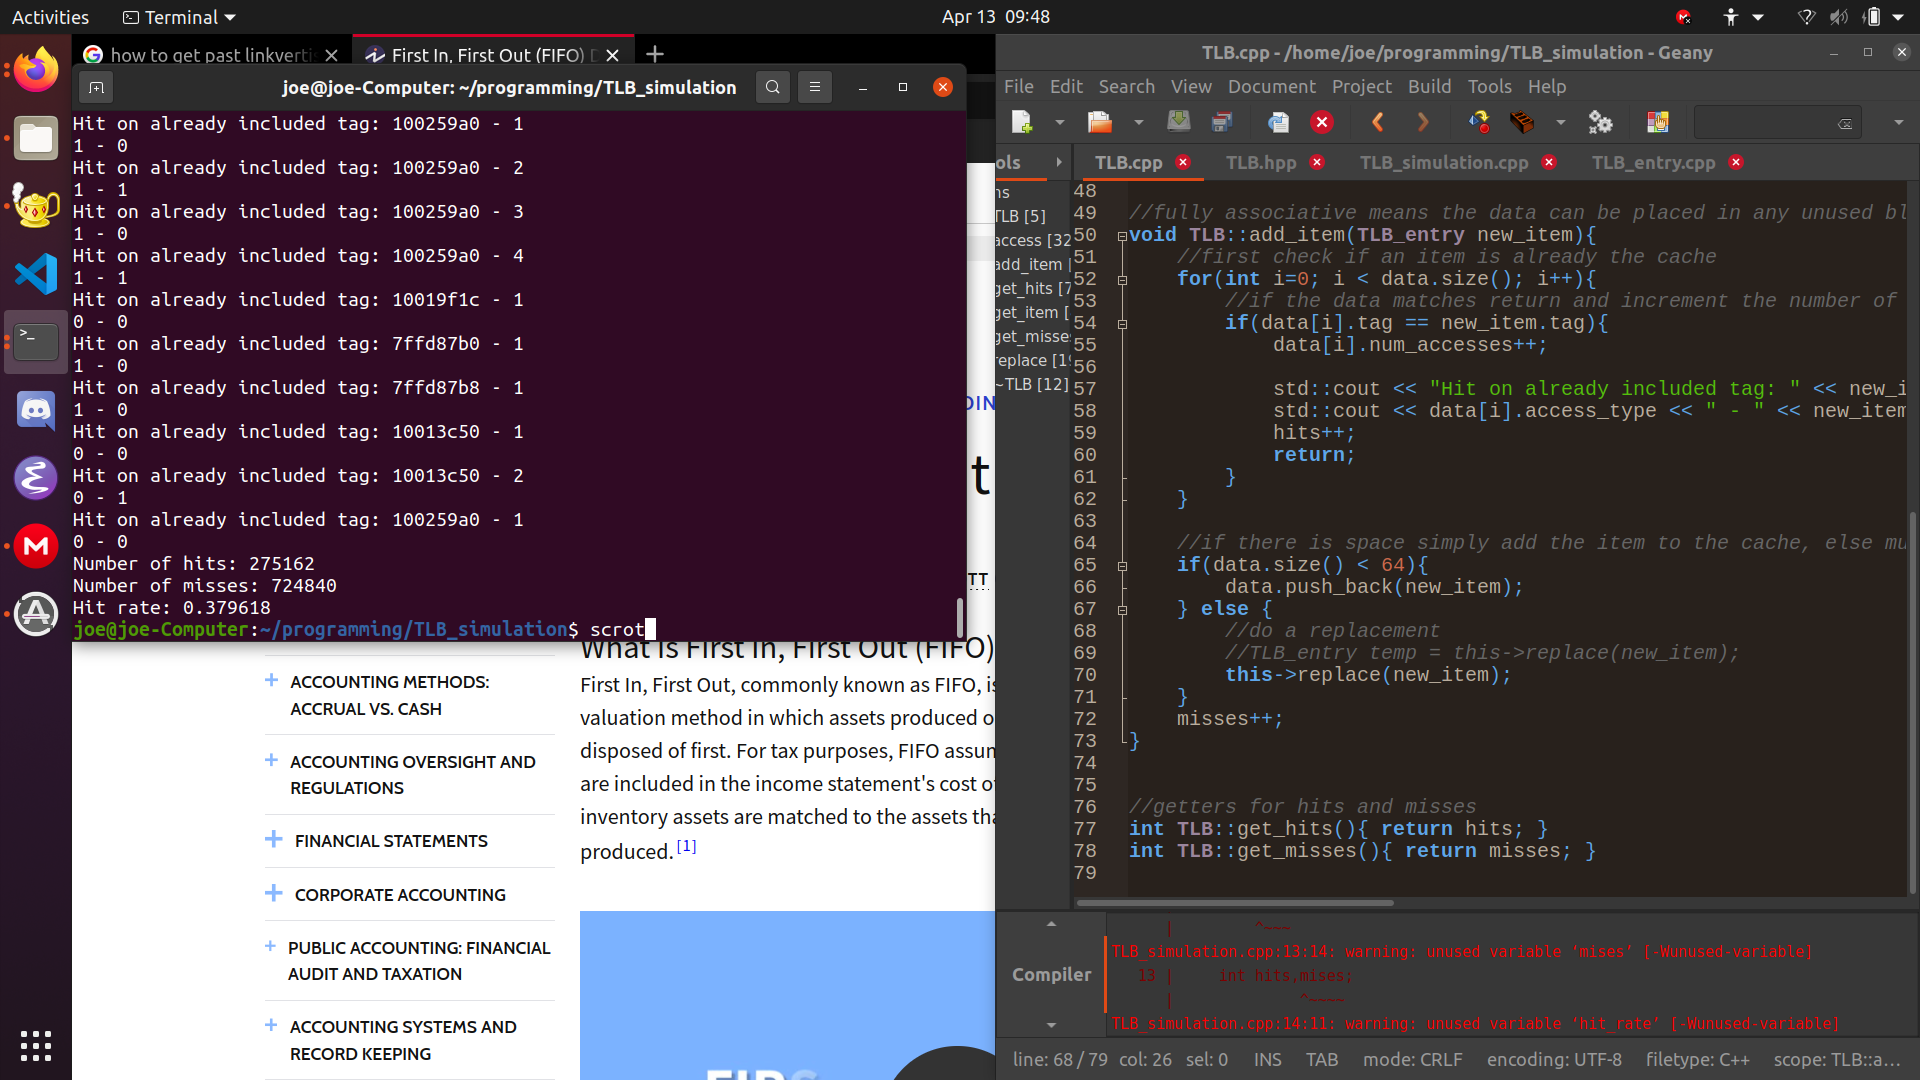 Activities
Terminal
Apr 13 09:48
how to get past linkverti
First In, First Out (FIFO) D
joe@joe-Computer: ~/programming/TLB_simulation
Hit on already included tag: 100259a0 - 1
1 - 0
Hit on already included tag: 100259a0 - 2
1 - 1
Hit on already included tag: 100259a0 - 3
1 - 0
Hit on already included tag: 100259a0 - 4
1 - 1
Hit on already included tag: 10019f1c - 1
0 - 0
Hit on already included tag: 7ffd87b0 - 1
1 - 0
Hit on already included tag: 7ffd87b8 - 1
1 - 0
Hit on already included tag: 10013c50 - 1
0 - 0
Hit on already included tag: 10013c50 - 2
0 - 1
Hit on already included tag: 100259a0 - 1
0 - 0
Number of hits: 275162
Number of misses: 724840
Hit rate: 0.379618
joe@joe-Computer:~/programming/TLB_simulation$ scrot
DIN
t
TT
ACCOUNTING METHODS:
ACCRUAL VS. CASH
ACCOUNTING OVERSIGHT AND
REGULATIONS
FINANCIAL STATEMENTS
CORPORATE ACCOUNTING
PUBLIC ACCOUNTING: FINANCIAL
AUDIT AND TAXATION
ACCOUNTING SYSTEMS AND
RECORD KEEPING
What Is First In, First Out (FIFO)
First In, First Out, commonly known as FIFO, is
valuation method in which assets produced o
disposed of first. For tax purposes, FIFO assum
are included in the income statement's cost of
inventory assets are matched to the assets tha
produced.[1]
TLB.cpp - /home/joe/programming/TLB_simulation - Geany
File Edit Search View Document Project Build Tools Help
ols
TLB.cpp
TLB.hpp
TLB_simulation.cpp
TLB_entry.cpp
ns
TLB [5]
access [32
add_item [
get_hits [7
get_item [
get_misse
replace [19
~TLB [12]
48
49 //fully associative means the data can be placed in any unused bl
50 void TLB::add_item(TLB_entry new_item){
51 //first check if an item is already the cache
52 for(int i=0; i < data.size(); i++){
53 //if the data matches return and increment the number of
54 if(data[i].tag == new_item.tag){
55 data[i].num_accesses++;
56
57 std::cout << "Hit on already included tag: " << new_i
58 std::cout << data[i].access_type << " - " << new_item
59 hits++;
60 return;
61 }
62 }
63
64 //if there is space simply add the item to the cache, else mu
65 if(data.size() < 64){
66 data.push_back(new_item);
67 } else {
68 //do a replacement
69 //TLB_entry temp = this->replace(new_item);
70 this->replace(new_item);
71 }
72 misses++;
73 }
74
75
76 //getters for hits and misses
77 int TLB::get_hits(){ return hits; }
78 int TLB::get_misses(){ return misses; }
79
Compiler
| ^~~~
TLB_simulation.cpp:13:14: warning: unused variable ‘mises’ [-Wunused-variable]
13 | int hits,mises;
| ^~~~~
TLB_simulation.cpp:14:11: warning: unused variable ‘hit_rate’ [-Wunused-variable]
line: 68 / 79 col: 26 sel: 0 INS TAB mode: CRLF encoding: UTF-8 filetype: C++ scope: TLB::a…